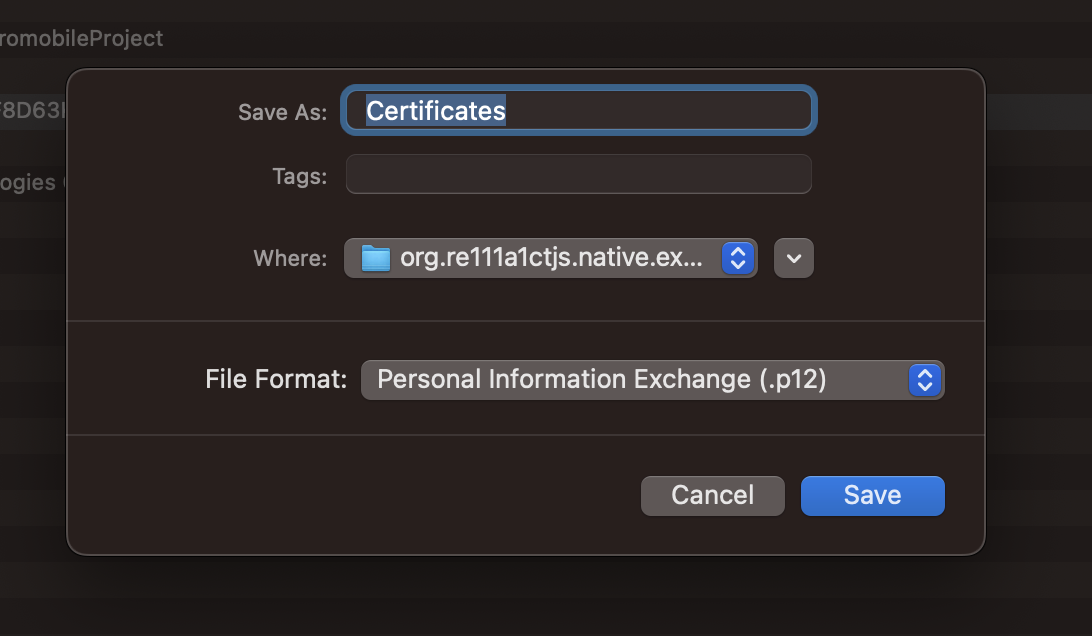 romobileProject
Save As: Certificates
F8D63
Tags:
ogies
Where: org.re111a1ctjs.native.ex...
File Format: Personal Information Exchange (.p12)
Cancel Save